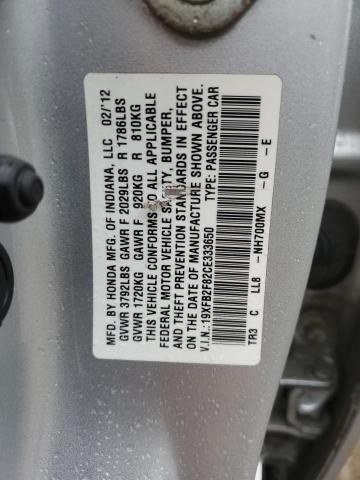 MFD. BY HONDA MFG. OF INDIANA, LLC 02/'12
GVWR 3792LBS GAWR F 2029LBS R 1786LBS
GVWR 1720KG GAWR F 920KG R 810KG
THIS VEHICLE CONFORMS TO ALL APPLICABLE
FEDERAL MOTOR VEHICLE SAFETY, BUMPER,
AND THEFT PREVENTION STANDARDS IN EFFECT
ON THE DATE OF MANUFACTURE SHOWN ABOVE.
V.I.N.: 19XFB2F82CE333650 TYPE: PASSENGER CAR
TR3 C LL8 -NH700MX -G -E